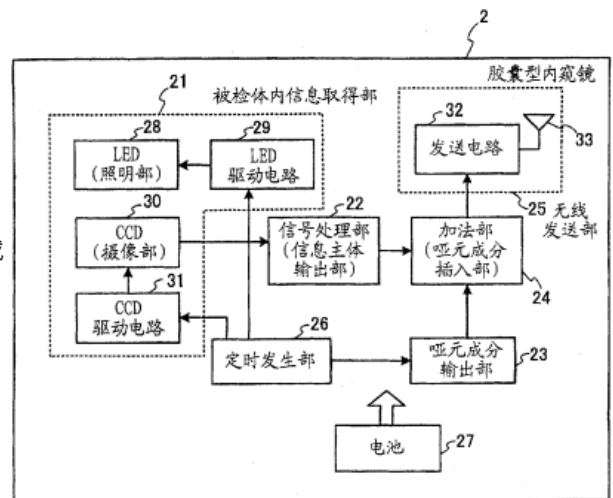 2
胶囊型内窥镜
21
被检体内信息取得部
28
LED
(照明部)
29
LED
驱动电路
32
发送电路
33
25
无线
发送部
30
CCD
(摄像部)
22
信号处理部
(信息主体
输出部)
加法部
(哑元成分
插入部)
24
31
CCD
驱动电路
26
定时发生部
哑元成分
输出部
23
电池
27